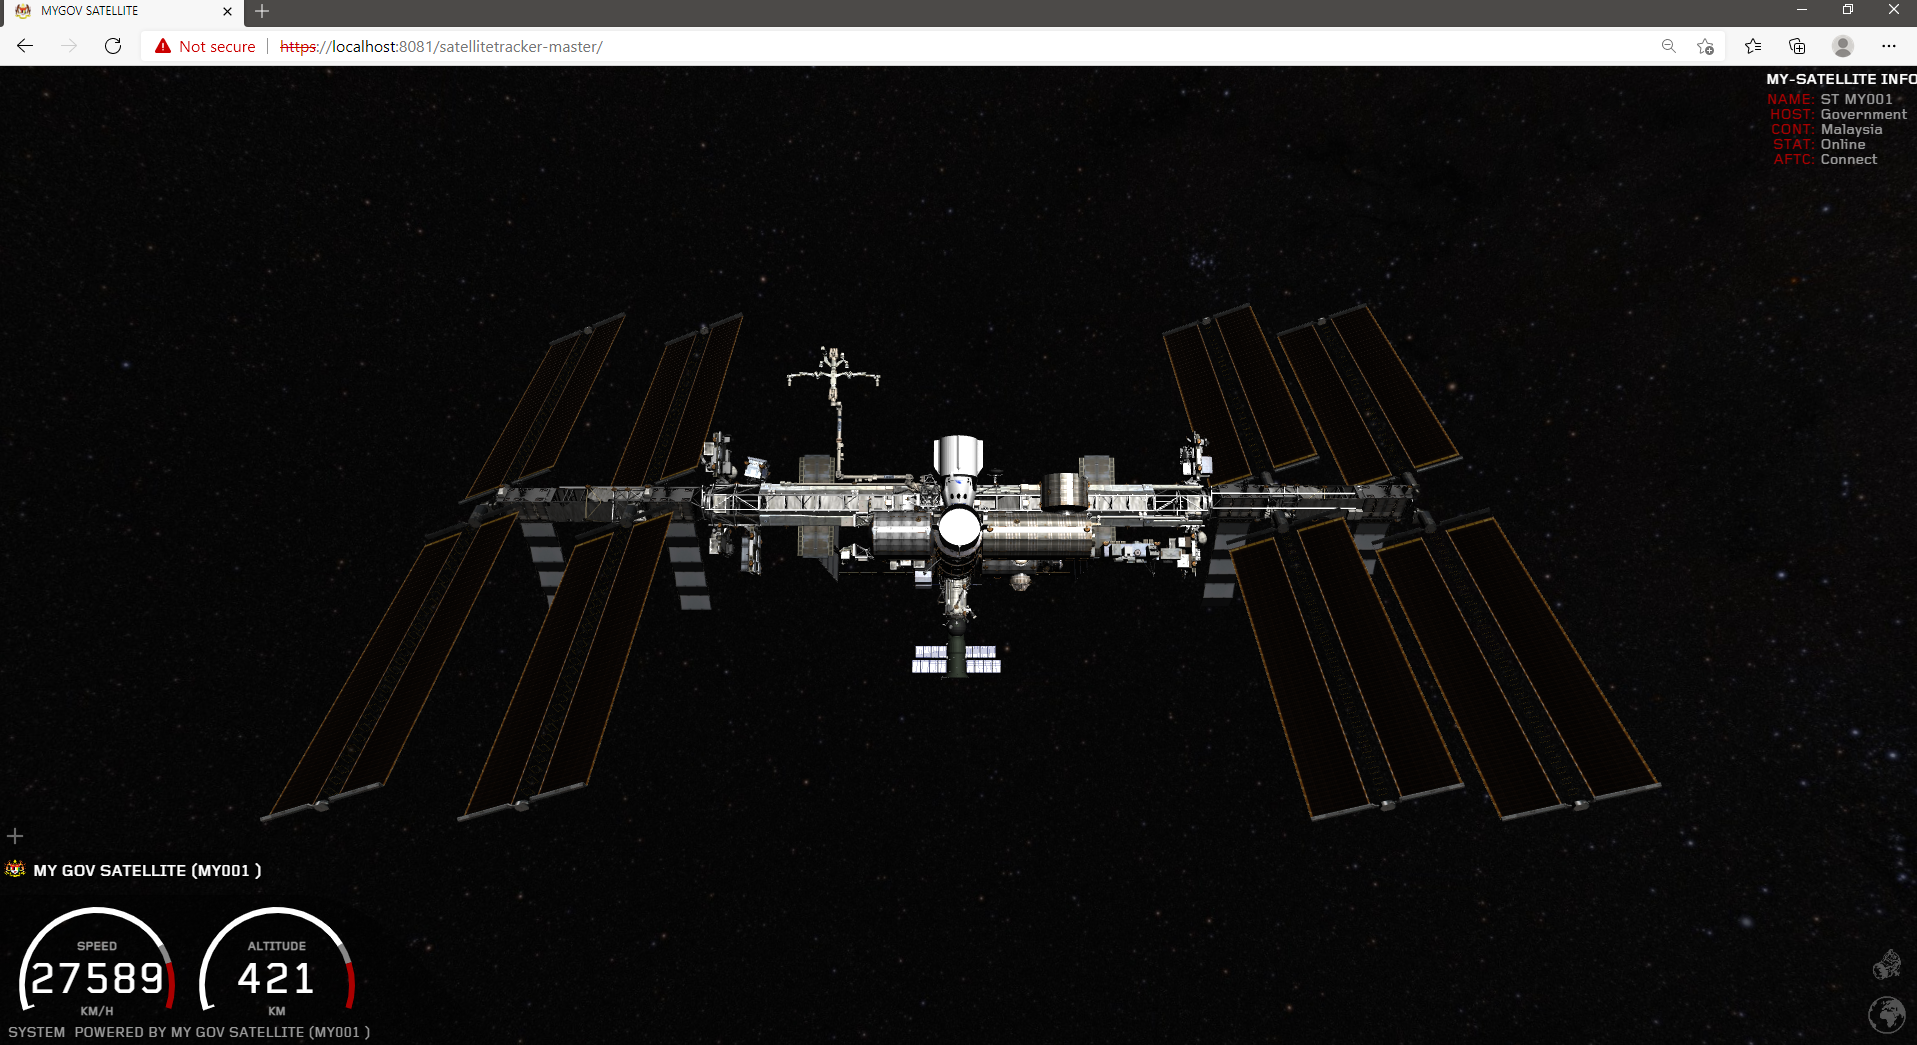 MYGOV SATELLITE
Not secure
https://localhost:8081/satellitetracker-master/
MY-SATELLITE INFO
NAME: ST MY001
HOST: Government
CONT: Malaysia
STAT: Online
AFTC: Connect
MY GOV SATELLITE (MY001 )
SPEED
27589
KM/H
ALTITUDE
421
KM
SYSTEM POWERED BY MY GOV SATELLITE (MY001 )